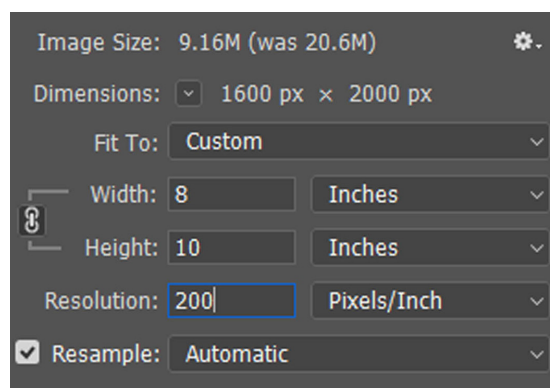 Image Size: 9.16M (was 20.6M)
Dimensions: 1600 px × 2000 px
Fit To: Custom
Width: 8 Inches
Height: 10 Inches
Resolution: 200 Pixels/Inch
Resample: Automatic